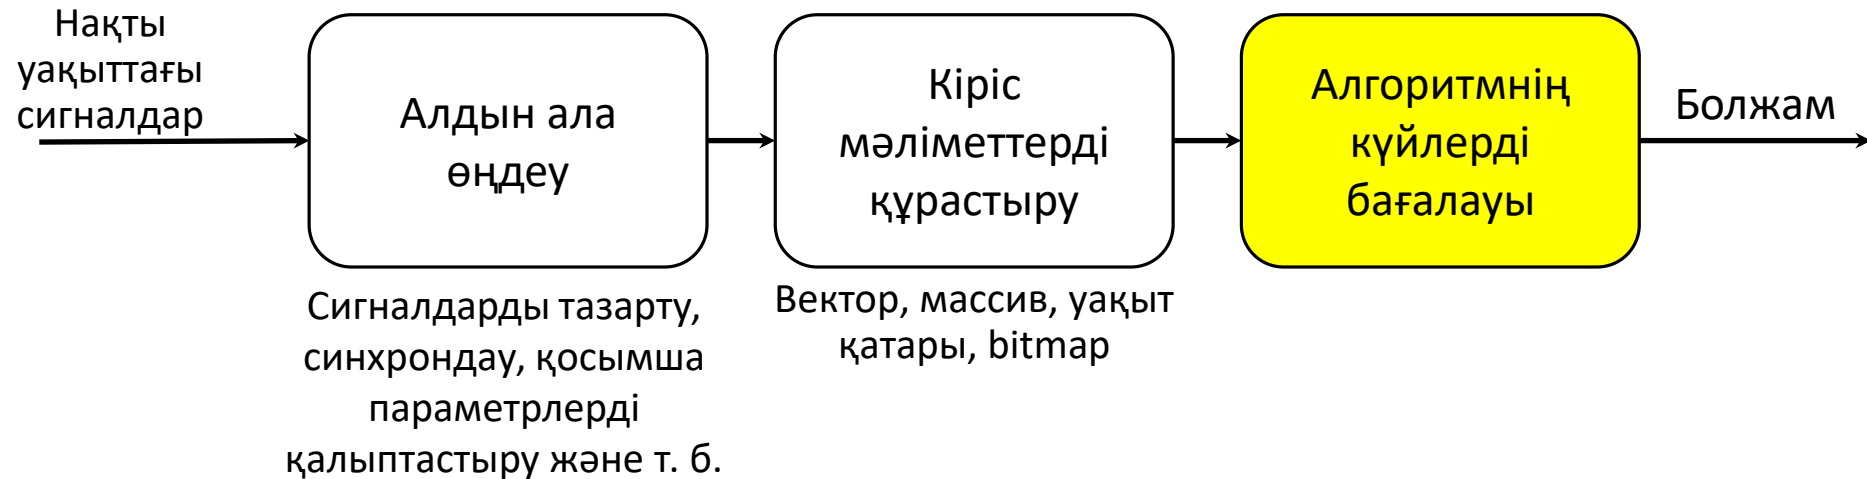 Нақты
уақыттағы
сигналдар
Алдын ала
өңдеу
Кіріс
мәліметтерді
құрастыру
Алгоритмнің
күйлерді
бағалауы
Болжам
Сигналдарды тазарту,
синхрондау, қосымша
параметрлерді
қалыптастыру және т. б.
Вектор, массив, уақыт
қатары, bitmap